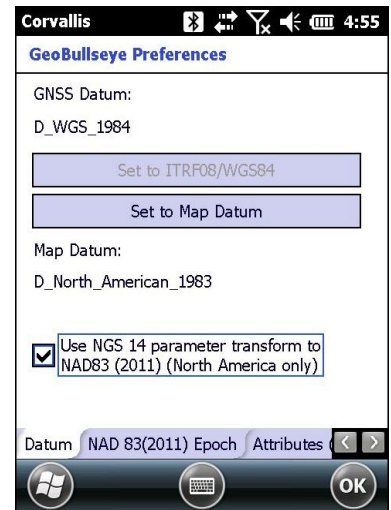 Corvallis 4:55
GeoBullseye Preferences
GNSS Datum:
D_WGS_1984
Set to ITRF08/WGS84
Set to Map Datum
Map Datum:
D_North_American_1983
Use NGS 14 parameter transform to
NAD83 (2011) (North America only)
Datum NAD 83(2011) Epoch Attributes (
OK